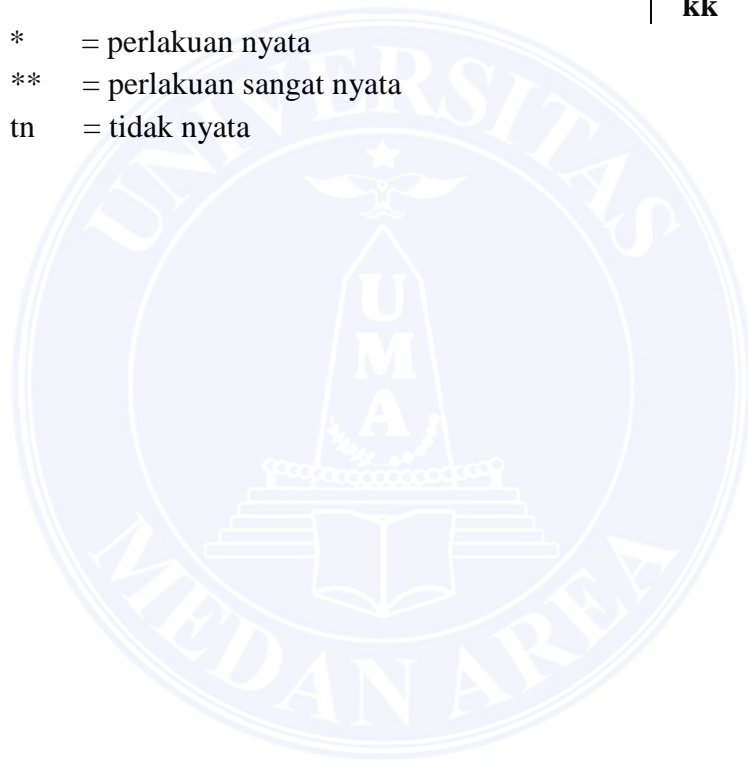 kk
* = perlakuan nyata
** = perlakuan sangat nyata
tn = tidak nyata
UNIVERSITAS
U
M
A
MEDAN AREA